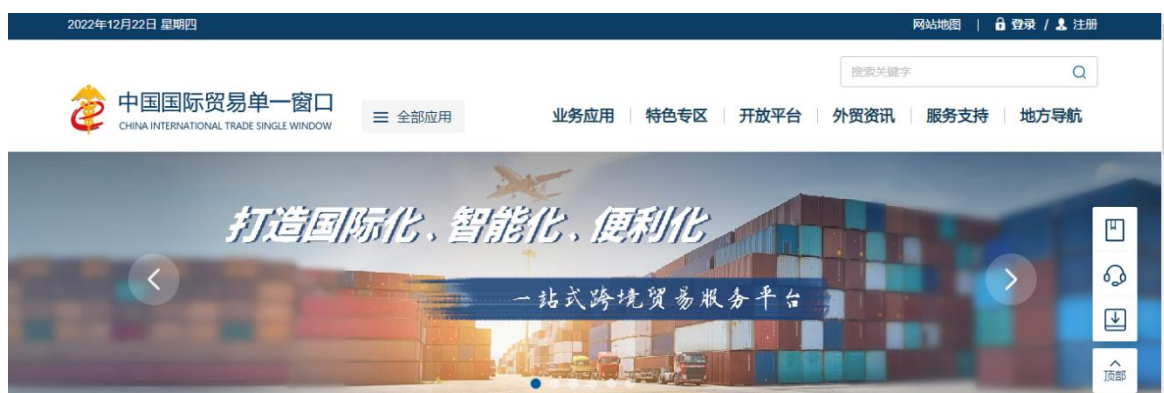 2022年12月22日 星期四
网站地图 | 登录 / 注册
搜索关键字
中国国际贸易单一窗口
CHINA INTERNATIONAL TRADE SINGLE WINDOW
全部应用
业务应用 | 特色专区 | 开放平台 | 外贸资讯 | 服务支持 | 地方导航
打造国际化、智能化、便利化
一站式跨境贸易服务平台
顶部